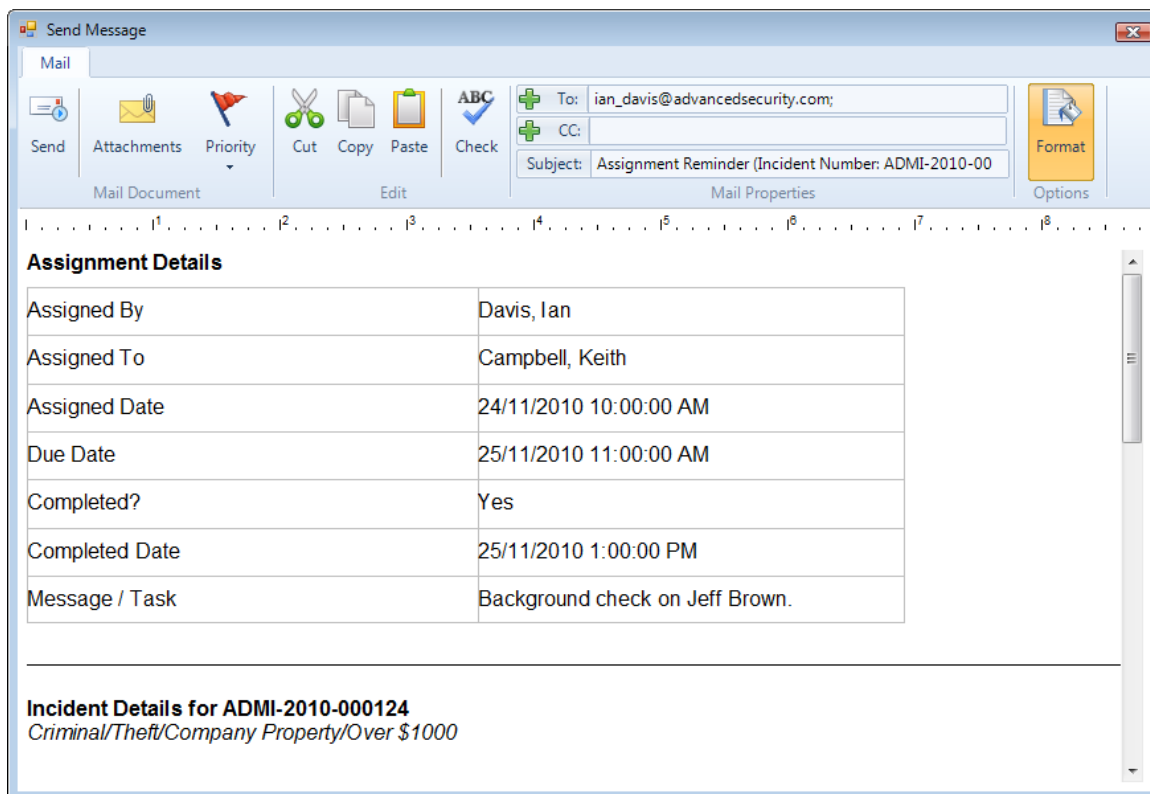 Send Message
Mail
Send
Attachments
Priority
Mail Document
Cut
Copy
Paste
Edit
ABC
Check
To: ian_davis@advancedsecurity.com;
CC:
Subject: Assignment Reminder (Incident Number: ADMI-2010-00
Mail Properties
Format
Options
1 2 3 4 5 6 7 8
Assignment Details
Assigned By Davis, Ian
Assigned To Campbell, Keith
Assigned Date 24/11/2010 10:00:00 AM
Due Date 25/11/2010 11:00:00 AM
Completed? Yes
Completed Date 25/11/2010 1:00:00 PM
Message / Task Background check on Jeff Brown.
Incident Details for ADMI-2010-000124
Criminal/Theft/Company Property/Over $1000